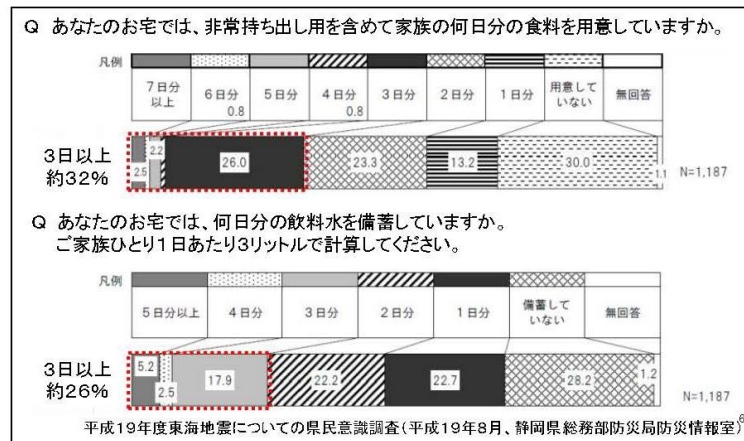 Q あなたのお宅では、非常持ち出し用を含めて家族の何日分の食料を用意していますか。
凡例
7日分以上 6日分 5日分 4日分 3日分 2日分 1日分 用意していない 無回答
0.8 0.8
3日以上
約32%
2.5 2.2 26.0 23.3 13.2 30.0 1.1
N=1,187
Q あなたのお宅では、何日分の飲料水を備蓄していますか。
ご家族ひとり1日あたり3リットルで計算してください。
凡例
5日分以上 4日分 3日分 2日分 1日分 備蓄していない 無回答
3日以上
約26%
5.2 2.5 17.9 22.2 22.7 28.2 1.2
N=1,187
平成19年度東海地震についての県民意識調査(平成19年8月、静岡県総務部防災局防災情報室)
6